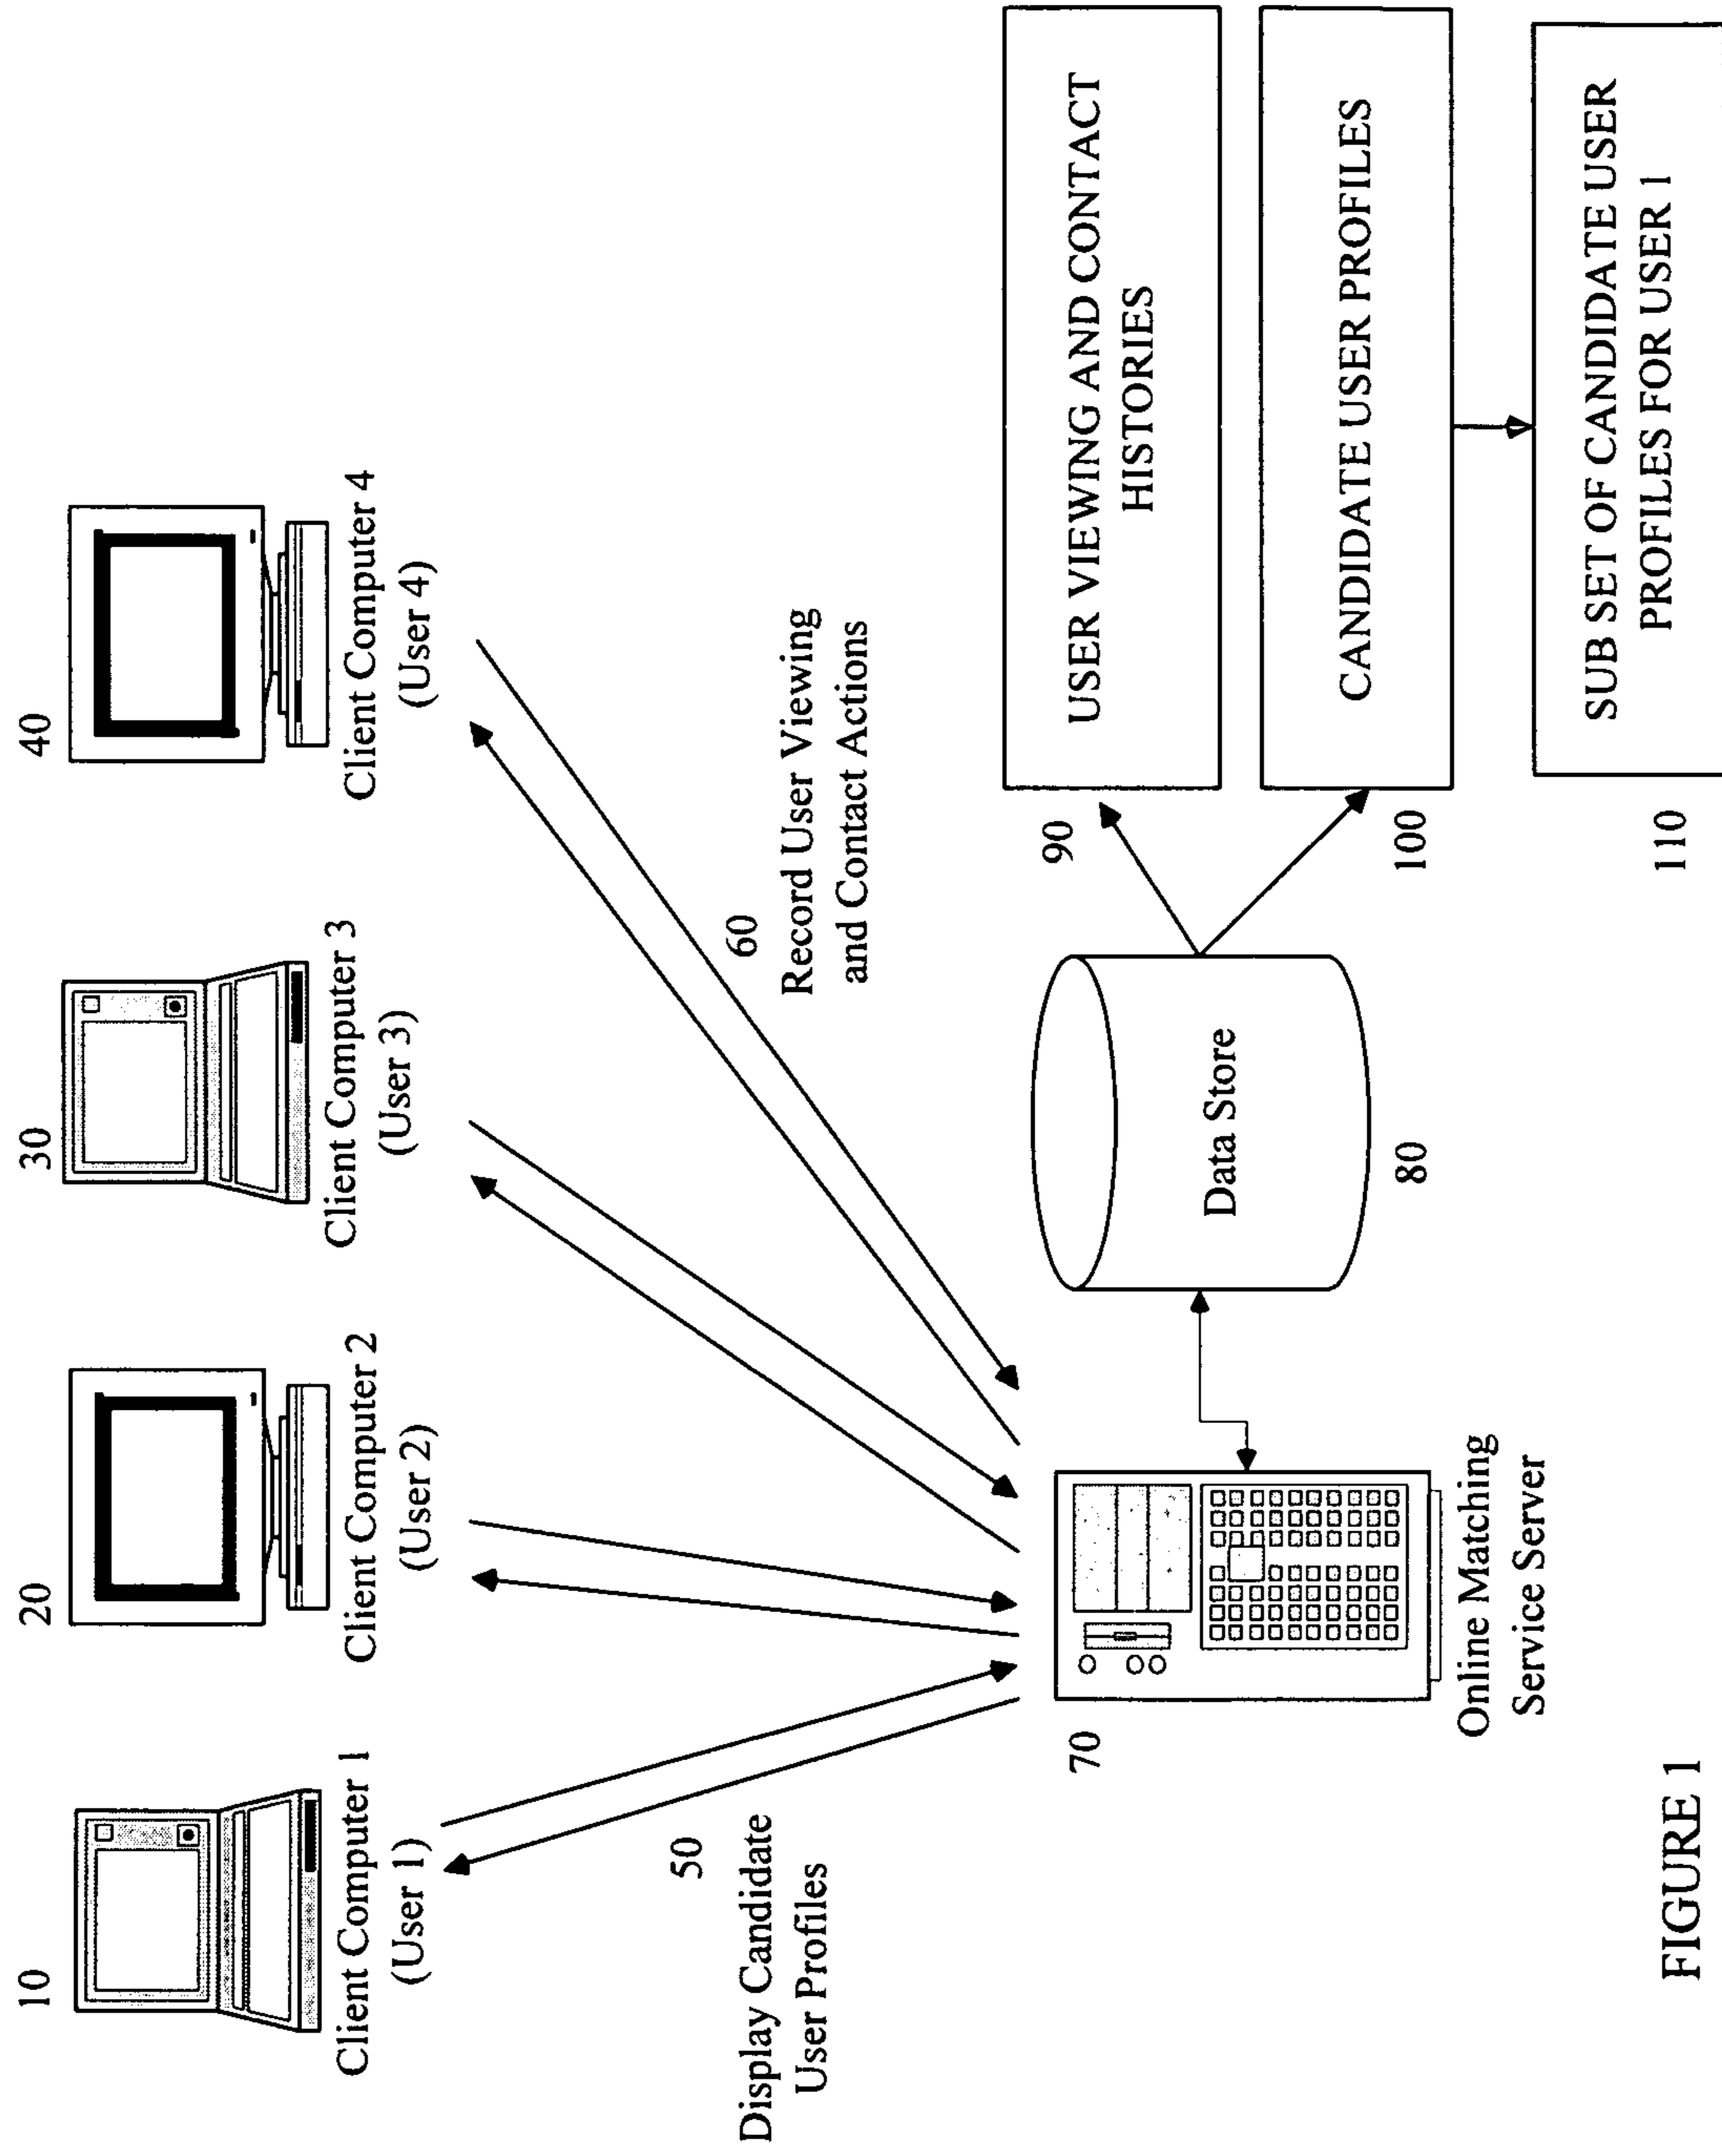 10
20
30
40
Client Computer 1
(User 1)
Client Computer 2
(User 2)
Client Computer 3
(User 3)
Client Computer 4
(User 4)
50
Display Candidate
User Profiles
60
Record User Viewing
and Contact Actions
70
Online Matching
Service Server
Data Store
80
90
USER VIEWING AND CONTACT
HISTORIES
100
CANDIDATE USER PROFILES
110
SUB SET OF CANDIDATE USER
PROFILES FOR USER 1
FIGURE 1